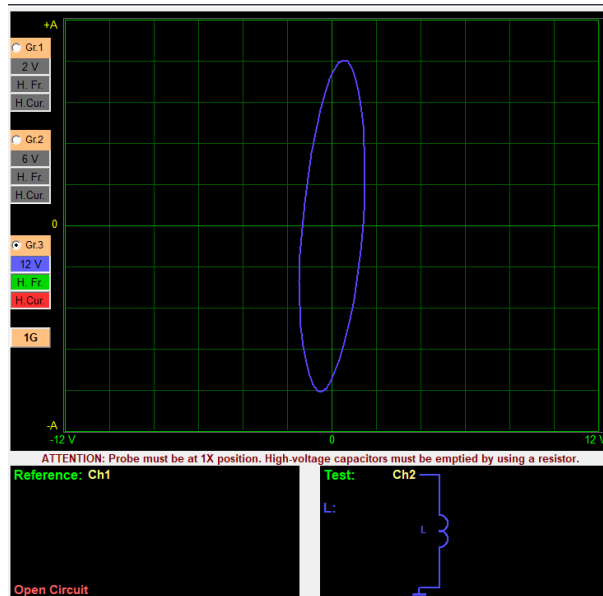 +A
Gr.1
2 V
H. Fr.
H.Cur.
Gr.2
6 V
H. Fr.
H.Cur.
0
Gr.3
12 V
H. Fr.
H.Cur.
1G
-A
-12 V 0 12 V
ATTENTION: Probe must be at 1X position. High-voltage capacitors must be emptied by using a resistor.
Reference: Ch1
Open Circuit
Test: Ch2
L:
L